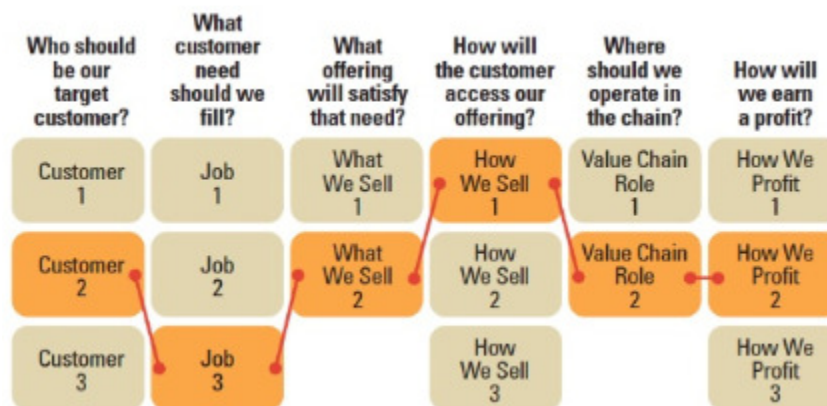 Who should
be our
target
customer?
What
customer
need
should we
fill?
What
offering
will satisfy
that need?
How will
the customer
access our
offering?
Where
should we
operate in
the chain?
How will
we earn
a profit?
Customer
1
Job
1
What
We Sell
1
How
We Sell
1
Value Chain
Role
1
How We
Profit
1
Customer
2
Job
2
What
We Sell
2
How
We Sell
2
Value Chain
Role
2
How We
Profit
2
Customer
3
Job
3
How
We Sell
3
How We
Profit
3